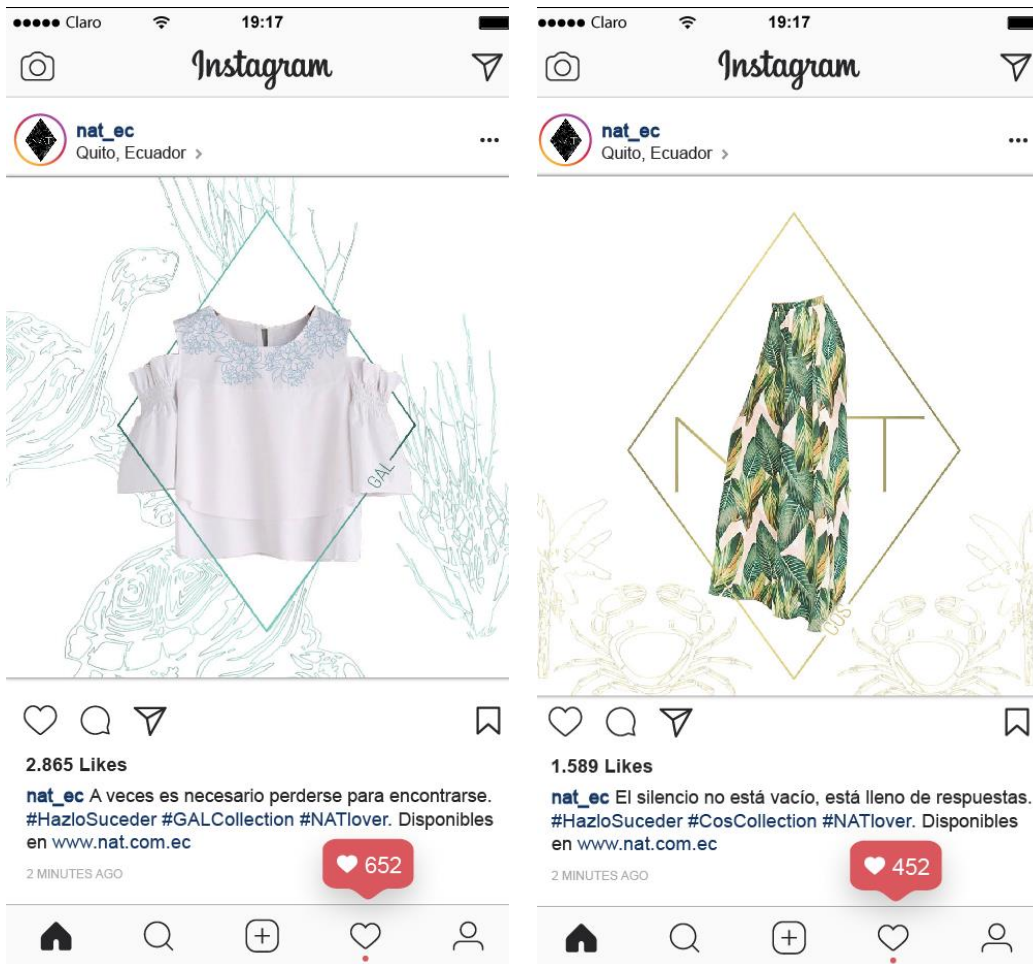 Claro 19:17
Instagram
NAT
nat_ec
Quito, Ecuador >
GAL
2.865 Likes
nat_ec A veces es necesario perderse para encontrarse.
#HazloSuceder #GALCollection #NATlover. Disponibles
en www.nat.com.ec
652
2 MINUTES AGO
Claro 19:17
Instagram
NAT
nat_ec
Quito, Ecuador >
N T
COS
1.589 Likes
nat_ec El silencio no está vacío, está lleno de respuestas.
#HazloSuceder #CosCollection #NATlover. Disponibles
en www.nat.com.ec
452
2 MINUTES AGO